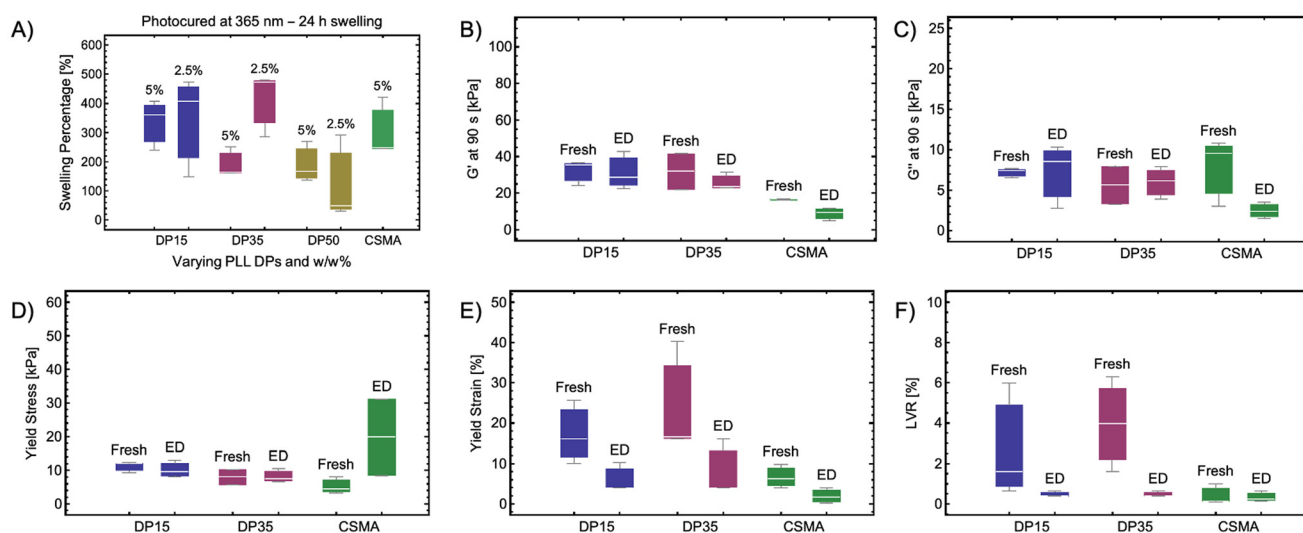 A)
Photocured at 365 nm – 24 h swelling
Swelling Percentage [%]
600
500
400
300
200
100
0
5%
2.5%
5%
2.5%
5%
2.5%
5%
DP15
DP35
DP50
CSMA
Varying PLL DPs and w/w%
B)
G' at 90 s [kPa]
100
80
60
40
20
0
Fresh
ED
Fresh
ED
Fresh
ED
DP15
DP35
CSMA
C)
G'' at 90 s [kPa]
25
20
15
10
5
0
Fresh
ED
Fresh
ED
Fresh
ED
DP15
DP35
CSMA
D)
Yield Stress [kPa]
60
50
40
30
20
10
0
Fresh
ED
Fresh
ED
Fresh
ED
DP15
DP35
CSMA
E)
Yield Strain [%]
50
40
30
20
10
0
Fresh
ED
Fresh
ED
Fresh
ED
DP15
DP35
CSMA
F)
LVR [%]
10
8
6
4
2
0
Fresh
ED
Fresh
ED
Fresh
ED
DP15
DP35
CSMA